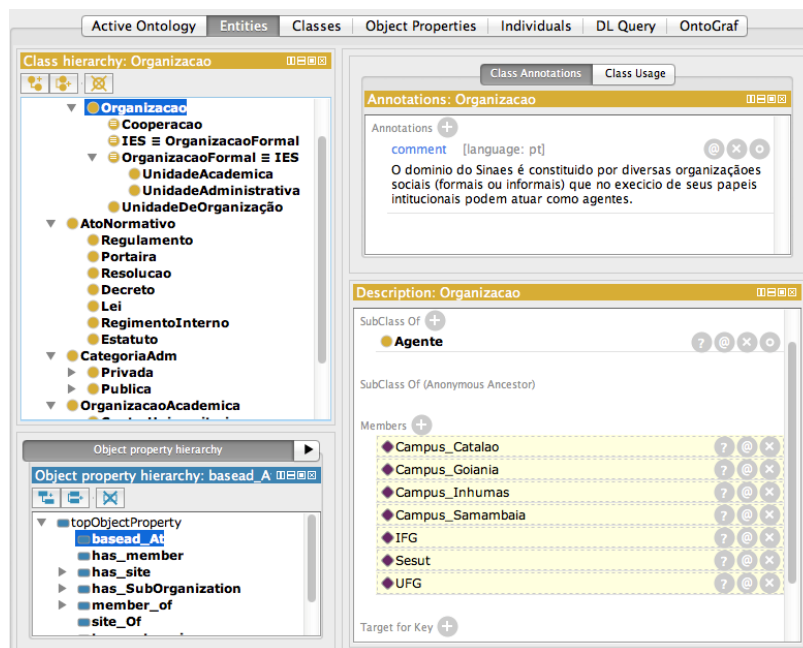 Active Ontology Entities Classes Object Properties Individuals DL Query OntoGraf
Class hierarchy: Organizacao
Organizacao
Cooperacao
IES ≡ OrganizacaoFormal
OrganizacaoFormal ≡ IES
UnidadeAcademica
UnidadeAdministrativa
UnidadeDeOrganização
AtoNormativo
Regulamento
Portaira
Resolucao
Decreto
Lei
RegimentoInterno
Estatuto
CategoriaAdm
Privada
Publica
OrganizacaoAcademica
Object property hierarchy
Object property hierarchy: basead_A
topObjectProperty
basead_At
has_member
has_site
has_SubOrganization
member_of
site_Of
Class Annotations Class Usage
Annotations: Organizacao
Annotations
comment [language: pt]
O dominio do Sinaes é constituido por diversas organizaçãoes
sociais (formais ou informais) que no execicio de seus papeis
intitucionais podem atuar como agentes.
Description: Organizacao
SubClass Of
Agente
SubClass Of (Anonymous Ancestor)
Members
Campus_Catalao
Campus_Goiania
Campus_Inhumas
Campus_Samambaia
IFG
Sesut
UFG
Target for Key